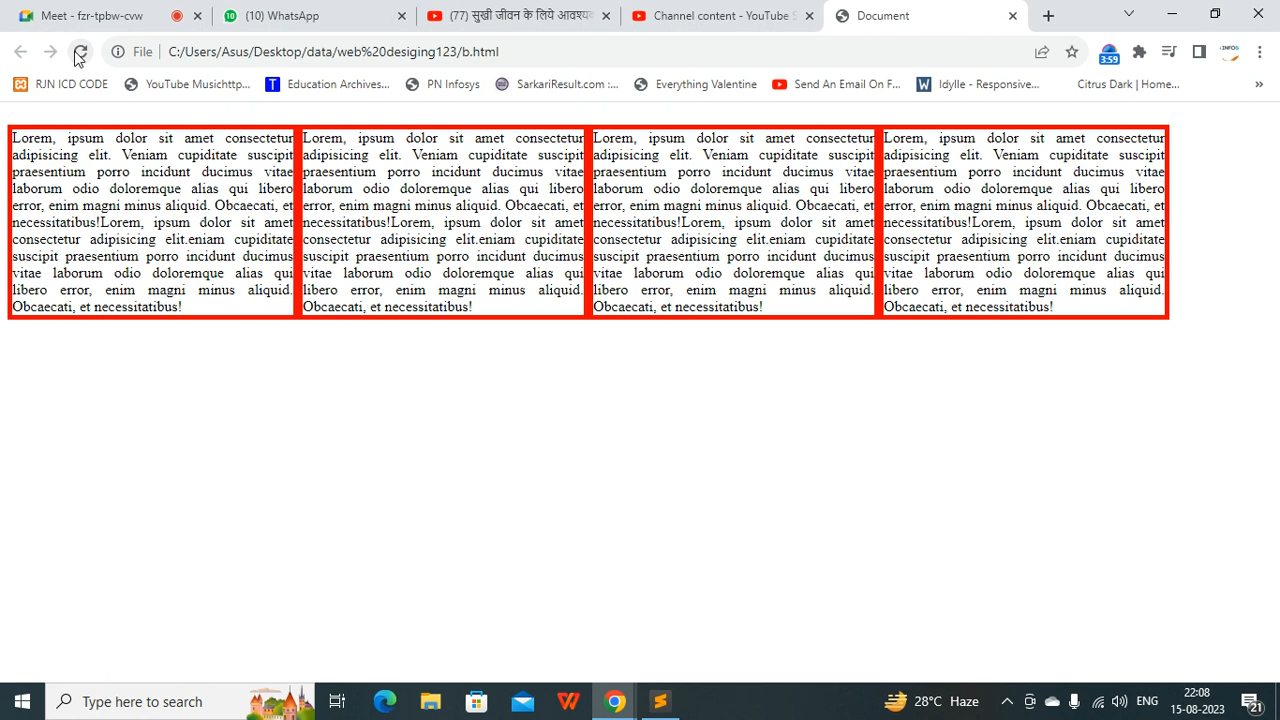 Meet - fzr-tpbw-cvw
(10) WhatsApp
(77) सुखी जीवन के लिये आवश्यक
Channel content - YouTube S
Document
File
C:/Users/Asus/Desktop/data/web%20desiging123/b.html
3:59
RJN ICD CODE
YouTube Musichttp...
Education Archives...
PN Infosys
SarkariResult.com :...
Everything Valentine
Send An Email On F...
Idylle - Responsive...
Citrus Dark | Home...
»
Lorem, ipsum dolor sit amet consectetur
adipisicing elit. Veniam cupiditate suscipit
praesentium porro incidunt ducimus vitae
laborum odio doloremque alias qui libero
error, enim magni minus aliquid. Obcaecati, et
necessitatibus!Lorem, ipsum dolor sit amet
consectetur adipisicing elit.eniam cupiditate
suscipit praesentium porro incidunt ducimus
vitae laborum odio doloremque alias qui
libero error, enim magni minus aliquid.
Obcaecati, et necessitatibus!
Lorem, ipsum dolor sit amet consectetur
adipisicing elit. Veniam cupiditate suscipit
praesentium porro incidunt ducimus vitae
laborum odio doloremque alias qui libero
error, enim magni minus aliquid. Obcaecati, et
necessitatibus!Lorem, ipsum dolor sit amet
consectetur adipisicing elit.eniam cupiditate
suscipit praesentium porro incidunt ducimus
vitae laborum odio doloremque alias qui
libero error, enim magni minus aliquid.
Obcaecati, et necessitatibus!
Lorem, ipsum dolor sit amet consectetur
adipisicing elit. Veniam cupiditate suscipit
praesentium porro incidunt ducimus vitae
laborum odio doloremque alias qui libero
error, enim magni minus aliquid. Obcaecati, et
necessitatibus!Lorem, ipsum dolor sit amet
consectetur adipisicing elit.eniam cupiditate
suscipit praesentium porro incidunt ducimus
vitae laborum odio doloremque alias qui
libero error, enim magni minus aliquid.
Obcaecati, et necessitatibus!
Lorem, ipsum dolor sit amet consectetur
adipisicing elit. Veniam cupiditate suscipit
praesentium porro incidunt ducimus vitae
laborum odio doloremque alias qui libero
error, enim magni minus aliquid. Obcaecati, et
necessitatibus!Lorem, ipsum dolor sit amet
consectetur adipisicing elit.eniam cupiditate
suscipit praesentium porro incidunt ducimus
vitae laborum odio doloremque alias qui
libero error, enim magni minus aliquid.
Obcaecati, et necessitatibus!
Type here to search
28°C Haze
ENG
22:08
15-08-2023
21